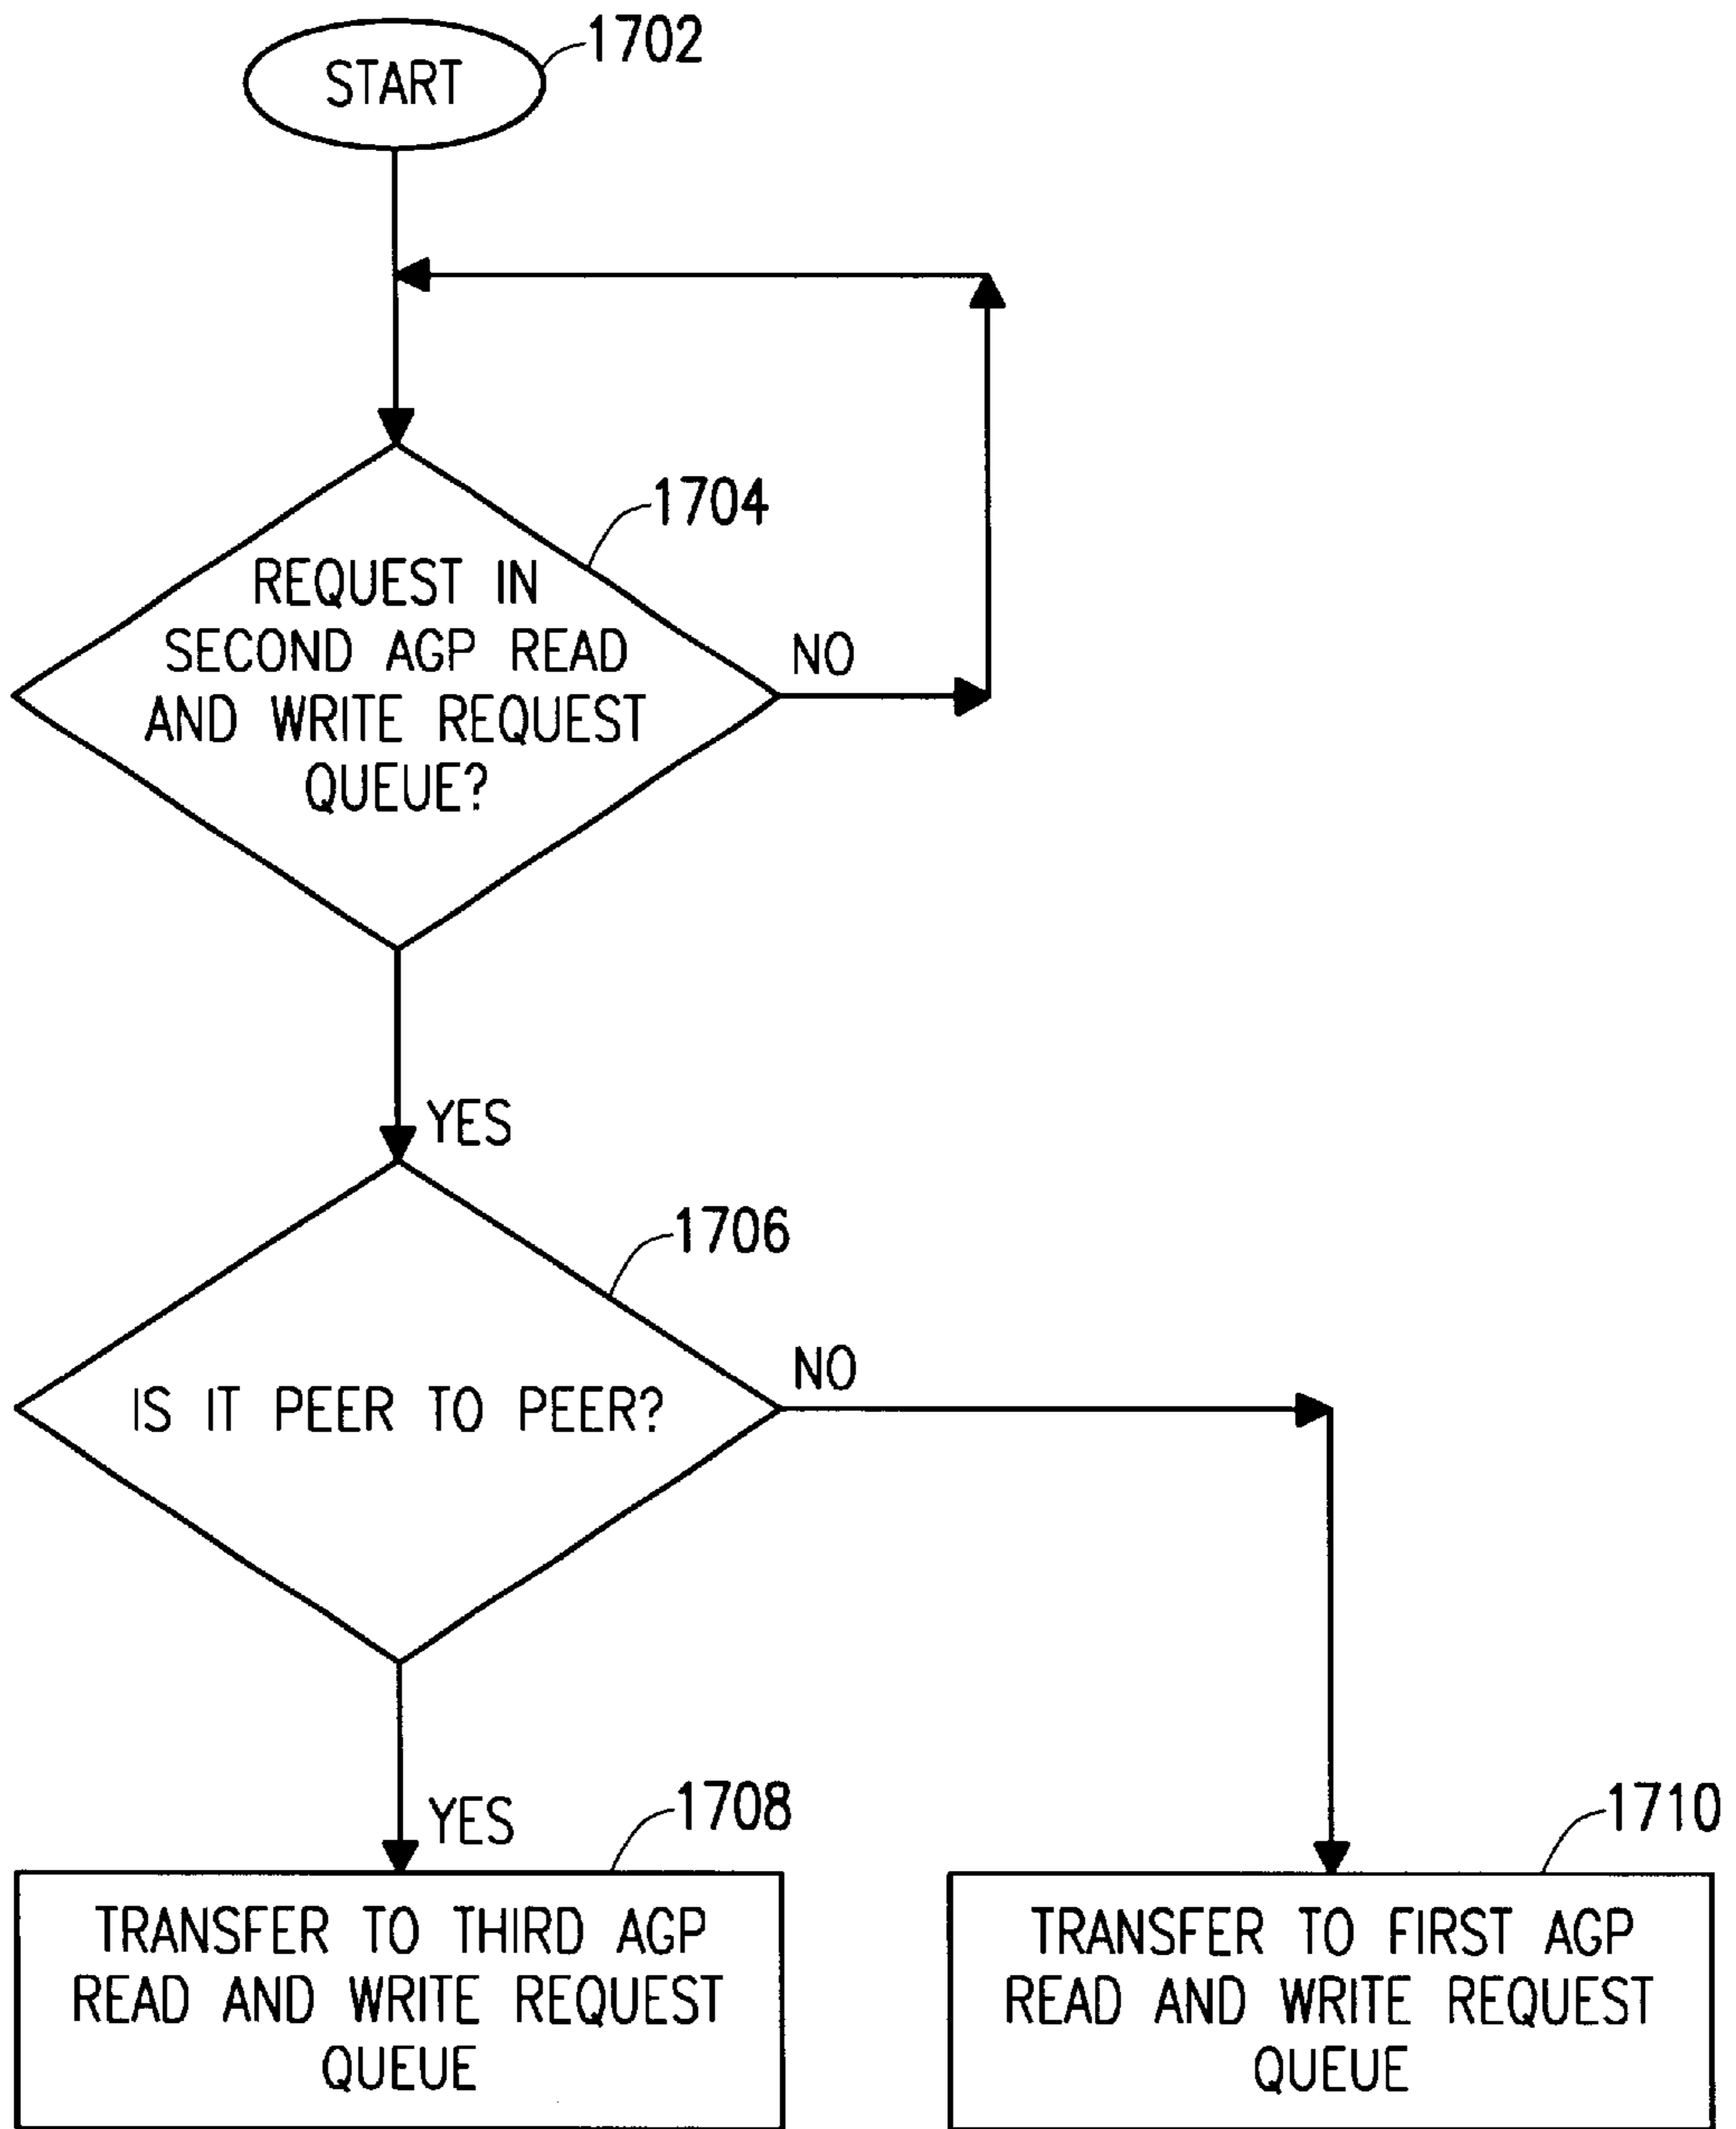 START
1702
1704
REQUEST IN
SECOND AGP READ
AND WRITE REQUEST
QUEUE?
NO
YES
1706
IS IT PEER TO PEER?
NO
YES
1708
TRANSFER TO THIRD AGP
READ AND WRITE REQUEST
QUEUE
1710
TRANSFER TO FIRST AGP
READ AND WRITE REQUEST
QUEUE